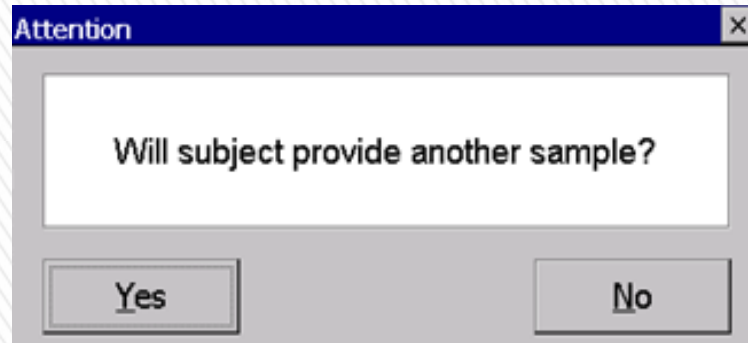 Attention
Will subject provide another sample?
Yes
No